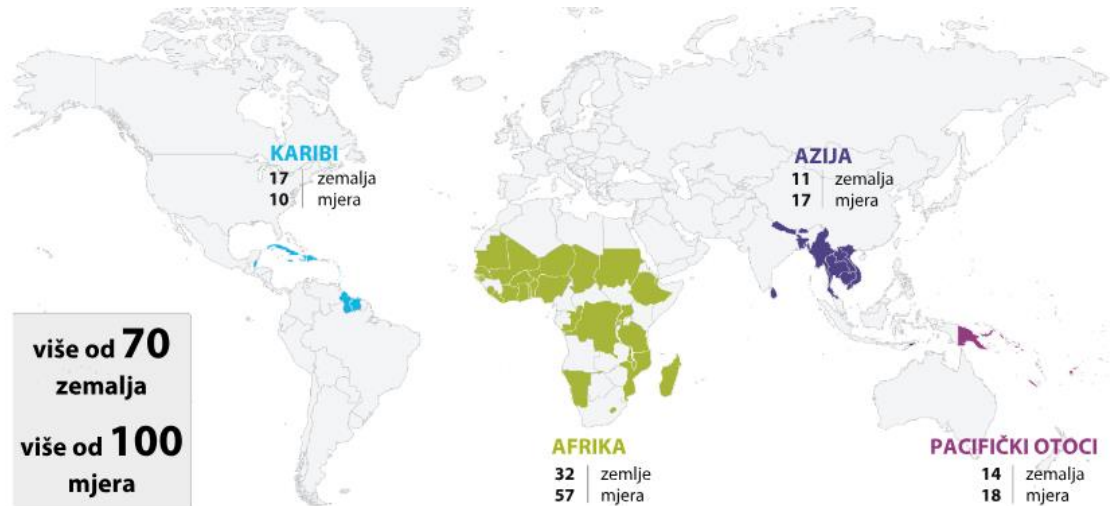 KARIBI
17 zemalja
10 mjera
AZIJA
11 zemalja
17 mjera
više od 70
zemalja
više od 100
mjera
AFRIKA
32 zemlje
57 mjera
PACIFIČKI OTOCI
14 zemalja
18 mjera